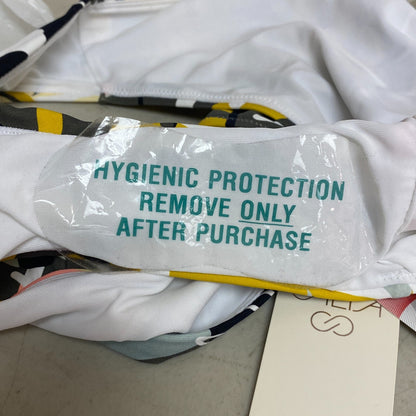 HYGIENIC PROTECTION
REMOVE ONLY
AFTER PURCHASE